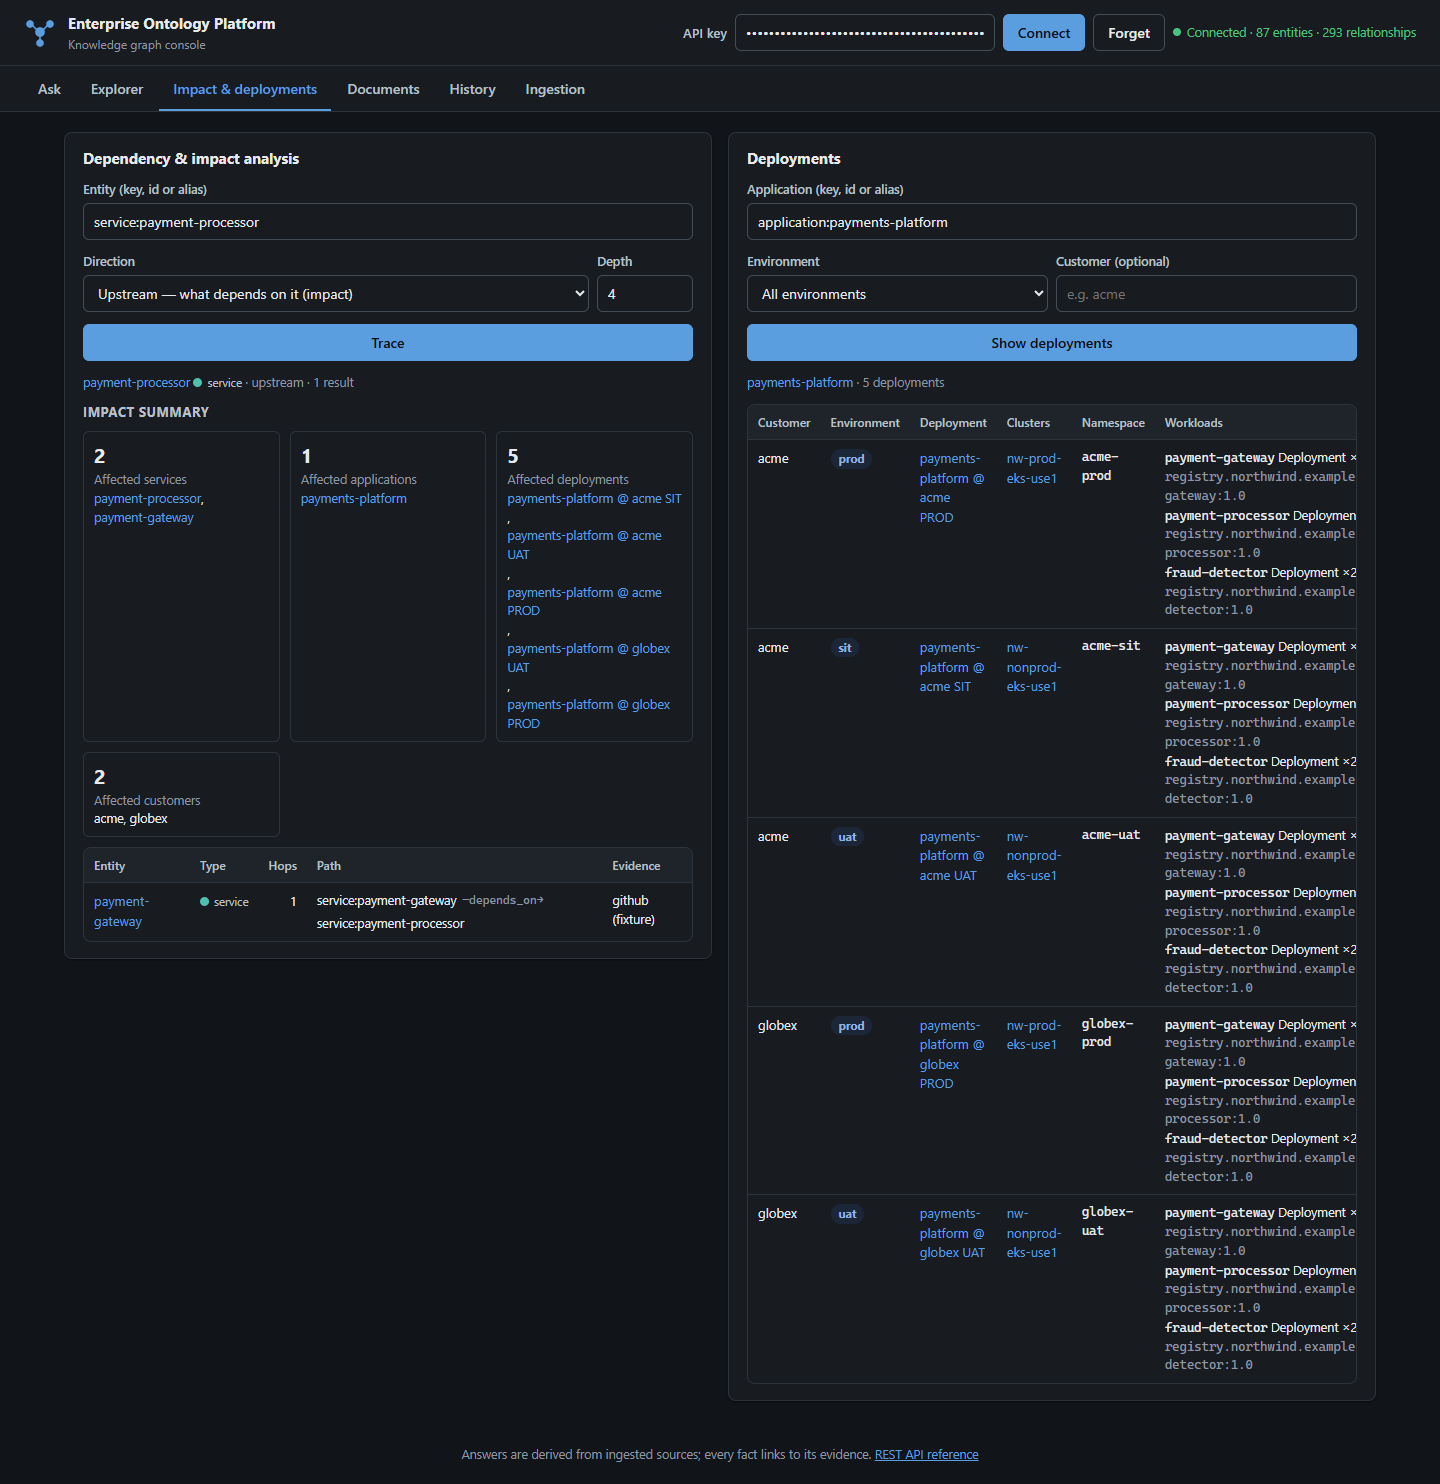 Enterprise Ontology Platform
Knowledge graph console
API key
Connect
Forget
Connected · 87 entities · 293 relationships
Ask
Explorer
Impact & deployments
Documents
History
Ingestion
Dependency & impact analysis
Entity (key, id or alias)
service:payment-processor
Direction
Depth
Upstream — what depends on it (impact)
4
Trace
payment-processor service · upstream · 1 result
IMPACT SUMMARY
2
Affected services
payment-processor,
payment-gateway
1
Affected applications
payments-platform
5
Affected deployments
payments-platform @ acme SIT
,
payments-platform @ acme
UAT
,
payments-platform @ acme
PROD
,
payments-platform @ globex
UAT
,
payments-platform @ globex
PROD
2
Affected customers
acme, globex
Entity Type Hops Path Evidence
payment-
gateway
service
1
service:payment-gateway —depends_on→
service:payment-processor
github
(fixture)
Deployments
Application (key, id or alias)
application:payments-platform
Environment
Customer (optional)
All environments
e.g. acme
Show deployments
payments-platform · 5 deployments
Customer Environment Deployment Clusters Namespace Workloads
acme
prod
payments-
platform @
acme
PROD
nw-prod-
eks-use1
acme-
prod
payment-gateway Deployment ×
registry.northwind.example
gateway:1.0
payment-processor Deploymen
registry.northwind.example
processor:1.0
fraud-detector Deployment ×2
registry.northwind.example
detector:1.0
acme
sit
payments-
platform @
acme SIT
nw-
nonprod-
eks-use1
acme-sit
payment-gateway Deployment ×
registry.northwind.example
gateway:1.0
payment-processor Deploymen
registry.northwind.example
processor:1.0
fraud-detector Deployment ×2
registry.northwind.example
detector:1.0
acme
uat
payments-
platform @
acme UAT
nw-
nonprod-
eks-use1
acme-uat
payment-gateway Deployment ×
registry.northwind.example
gateway:1.0
payment-processor Deploymen
registry.northwind.example
processor:1.0
fraud-detector Deployment ×2
registry.northwind.example
detector:1.0
globex
prod
payments-
platform @
globex
PROD
nw-prod-
eks-use1
globex-
prod
payment-gateway Deployment ×
registry.northwind.example
gateway:1.0
payment-processor Deploymen
registry.northwind.example
processor:1.0
fraud-detector Deployment ×2
registry.northwind.example
detector:1.0
globex
uat
payments-
platform @
globex UAT
nw-
nonprod-
eks-use1
globex-
uat
payment-gateway Deployment ×
registry.northwind.example
gateway:1.0
payment-processor Deploymen
registry.northwind.example
processor:1.0
fraud-detector Deployment ×2
registry.northwind.example
detector:1.0
Answers are derived from ingested sources; every fact links to its evidence. REST API reference